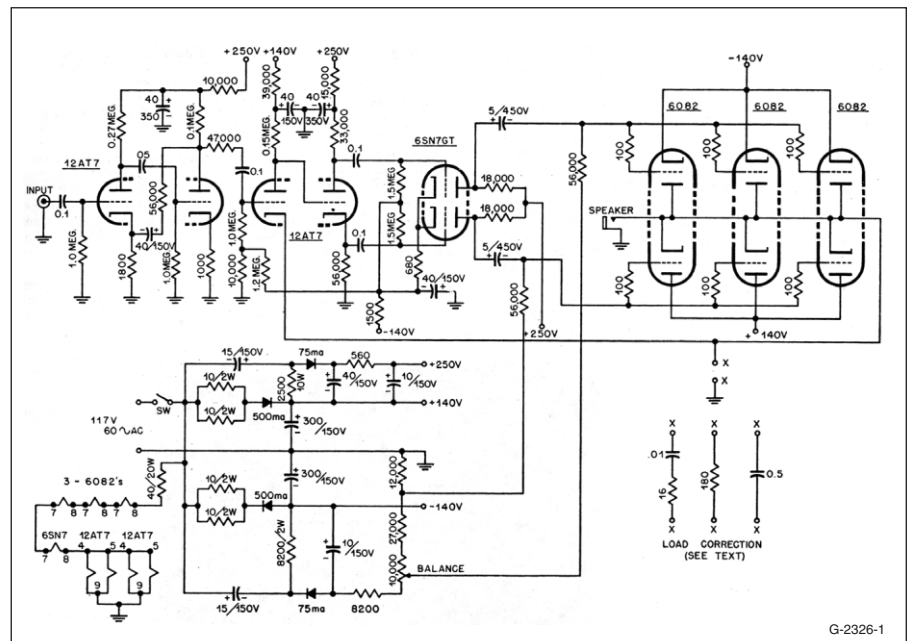 +250V +140V +250V
-140V
10,000
39,000
15,000
40
350
40
150V
40
350V
6082 6082 6082
0.27MEG.
0.1MEG.
0.15MEG.
33,000
5/450V
6SN7GT
100 100 100
47000
12AT7
.05
0.1
0.1
1.5MEG
18,000
56,000
INPUT
0.1
56,000
1.5MEG
18,000
SPEAKER
12AT7
0.1
5/450V
1.0MEG.
40/150V
1.0MEG
680
1800
1.0MEG.
1000
10,000
1.2MEG.
56,000
40/150V
56,000
100 100 100
1500
-140V
+250V
+140V
15/150V
75ma
560
+250V
X
10/2W
2500
10W
40/150V
10/150V
X
10/2W
500ma
+140V
SW
117V
60~AC
300
/150V
X X X
3 - 6082's
40/20W
300
/150V
12,000
.01
180
0.5
7 8 7 8 7 8
10/2W
500ma
-140V
16
10/2W
27,000
X X X
6SN7 12AT7 12AT7
7 8 4 5 4 5
8200/2W
10
/150V
10,000
BALANCE
LOAD CORRECTION
(SEE TEXT)
9 9
15/150V
75ma
8200
G-2326-1